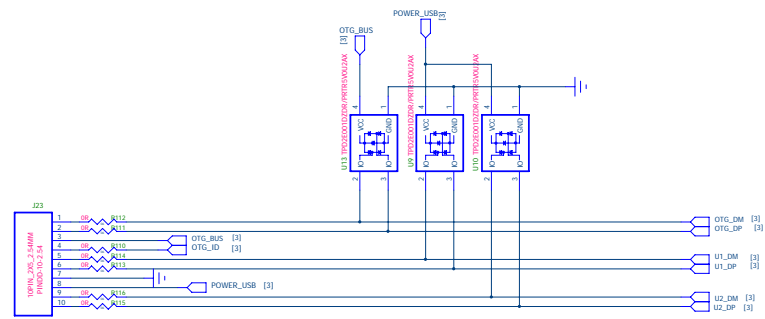 POWER_USB [3]
OTG_BUS [3]
U13 TPD2E001DZDR/PRTR5V0U2AX
U9 TPD2E001DZDR/PRTR5V0U2AX
U10 TPD2E001DZDR/PRTR5V0U2AX
4 1 4 1 4 1
VCC GND VCC GND VCC GND
IO IO IO IO IO IO
2 3 2 3 2 3
J23
10PIN_2X5_2.54MM
PINDD-10-2.54
1 0R R112 OTG_DM [3]
2 0R R111 OTG_DP [3]
3 OTG_BUS [3]
4 0R R110 OTG_ID [3]
5 0R R114 U1_DM [3]
6 0R R113 U1_DP [3]
7
8 POWER_USB [3]
9 0R R116 U2_DM [3]
10 0R R115 U2_DP [3]